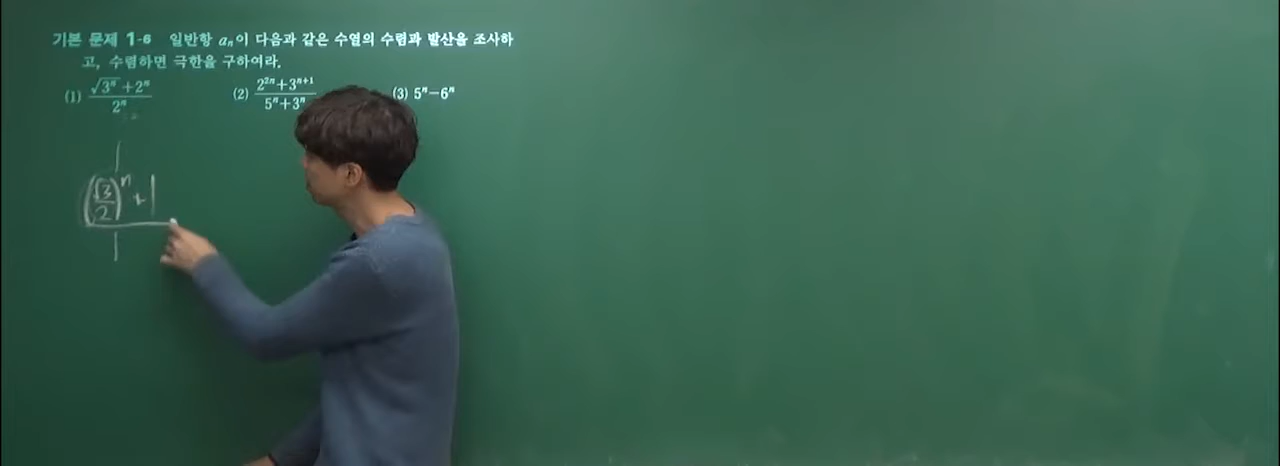 기본 문제 1-6 일반항 aₙ이 다음과 같은 수열의 수렴과 발산을 조사하
고, 수렴하면 극한을 구하여라.
(1) (√3ⁿ+2ⁿ)/2ⁿ (2) (2²ⁿ+3ⁿ⁺¹)/(5ⁿ+3ⁿ) (3) 5ⁿ−6ⁿ
1
((√3/2)ⁿ+1)/1